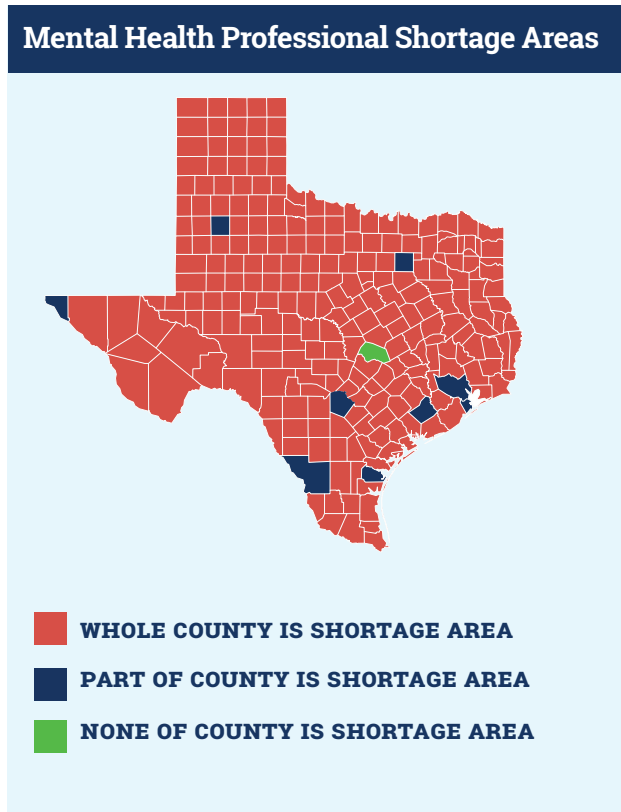 Mental Health Professional Shortage Areas
WHOLE COUNTY IS SHORTAGE AREA
PART OF COUNTY IS SHORTAGE AREA
NONE OF COUNTY IS SHORTAGE AREA